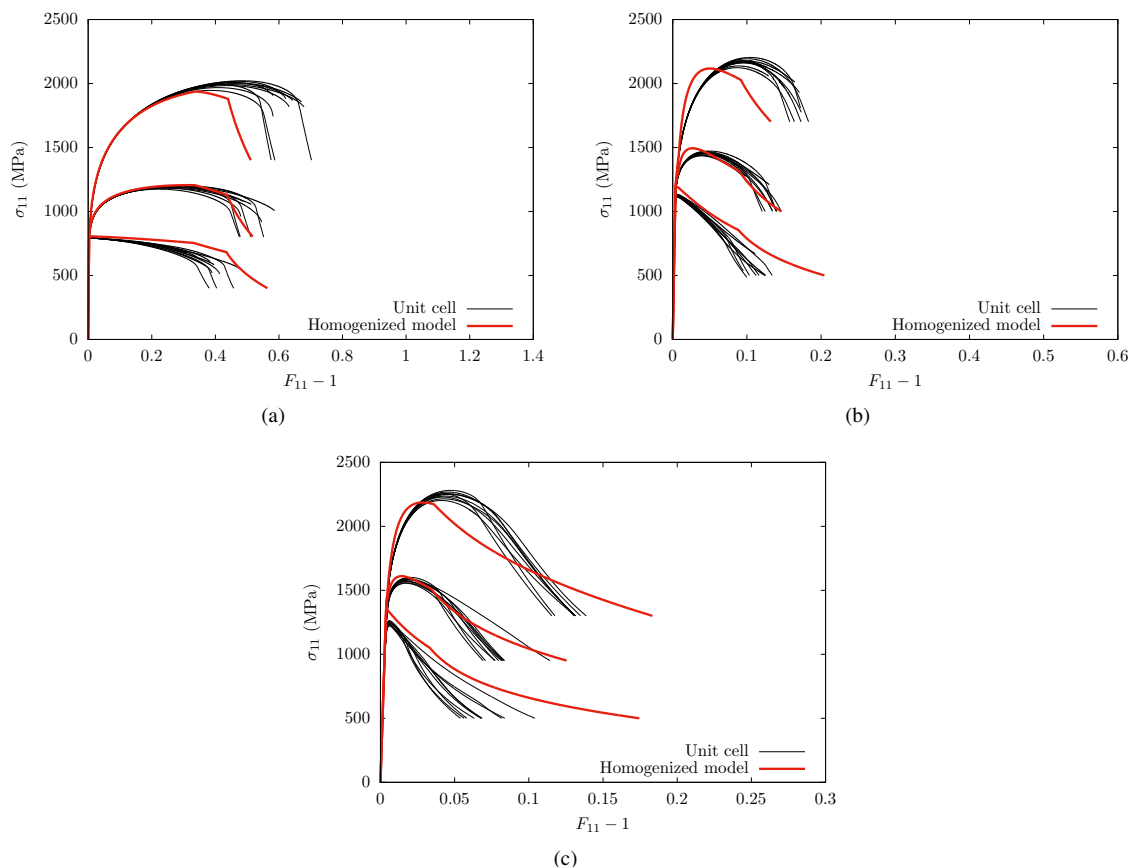 2500
2000
1500
1000
500
0
σ11 (MPa)
0 0.2 0.4 0.6 0.8 1 1.2 1.4
F11 − 1
Unit cell
Homogenized model
(a)
2500
2000
1500
1000
500
0
σ11 (MPa)
0 0.1 0.2 0.3 0.4 0.5 0.6
F11 − 1
Unit cell
Homogenized model
(b)
2500
2000
1500
1000
500
0
σ11 (MPa)
0 0.05 0.1 0.15 0.2 0.25 0.3
F11 − 1
Unit cell
Homogenized model
(c)